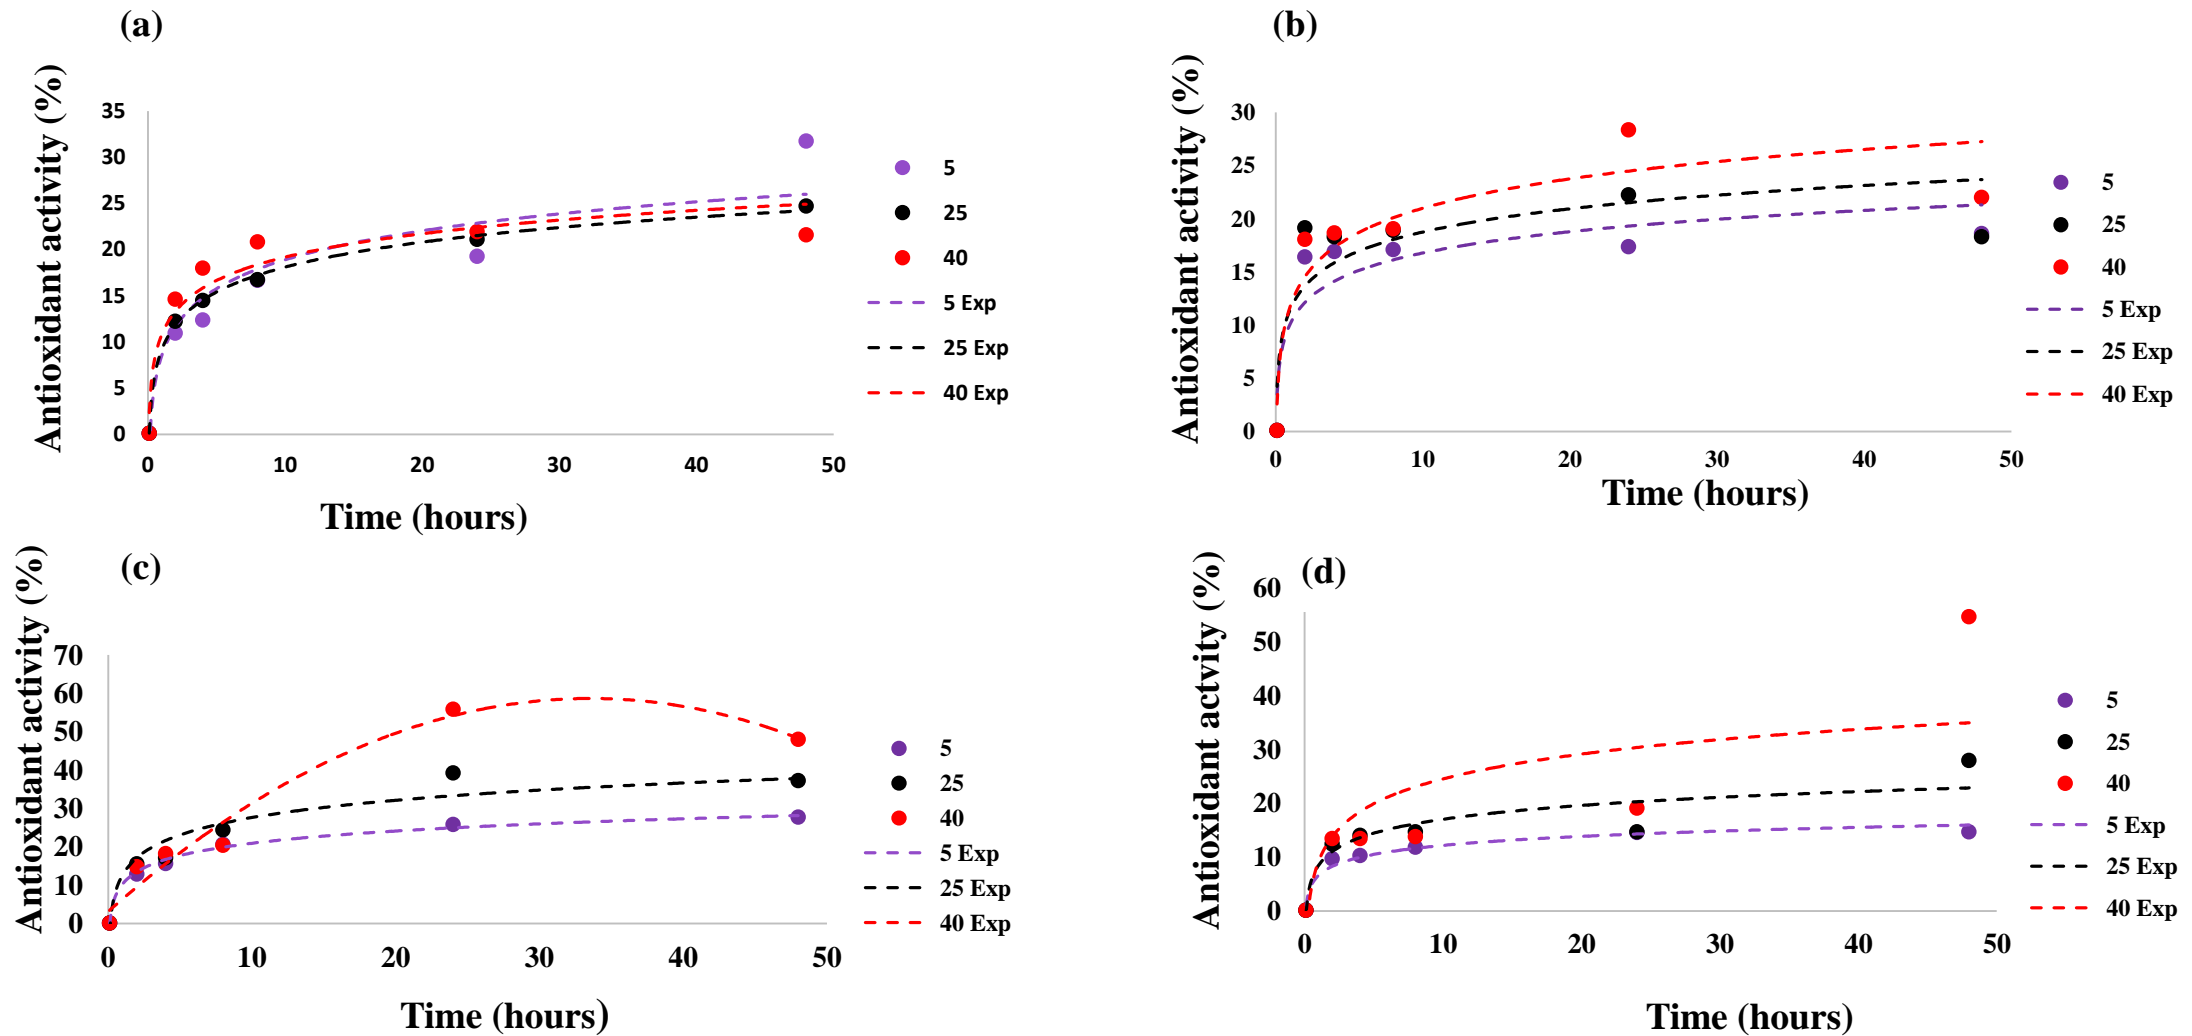 (a)
Antioxidant activity (%)
35
30
25
20
15
10
5
0
0 10 20 30 40 50
Time (hours)
5
25
40
5 Exp
25 Exp
40 Exp
(b)
Antioxidant activity (%)
30
25
20
15
10
5
0
0 10 20 30 40 50
Time (hours)
5
25
40
5 Exp
25 Exp
40 Exp
(c)
Antioxidant activity (%)
70
60
50
40
30
20
10
0
0 10 20 30 40 50
Time (hours)
5
25
40
5 Exp
25 Exp
40 Exp
(d)
Antioxidant actvity (%)
60
50
40
30
20
10
0
0 10 20 30 40 50
Time (hours)
5
25
40
5 Exp
25 Exp
40 Exp